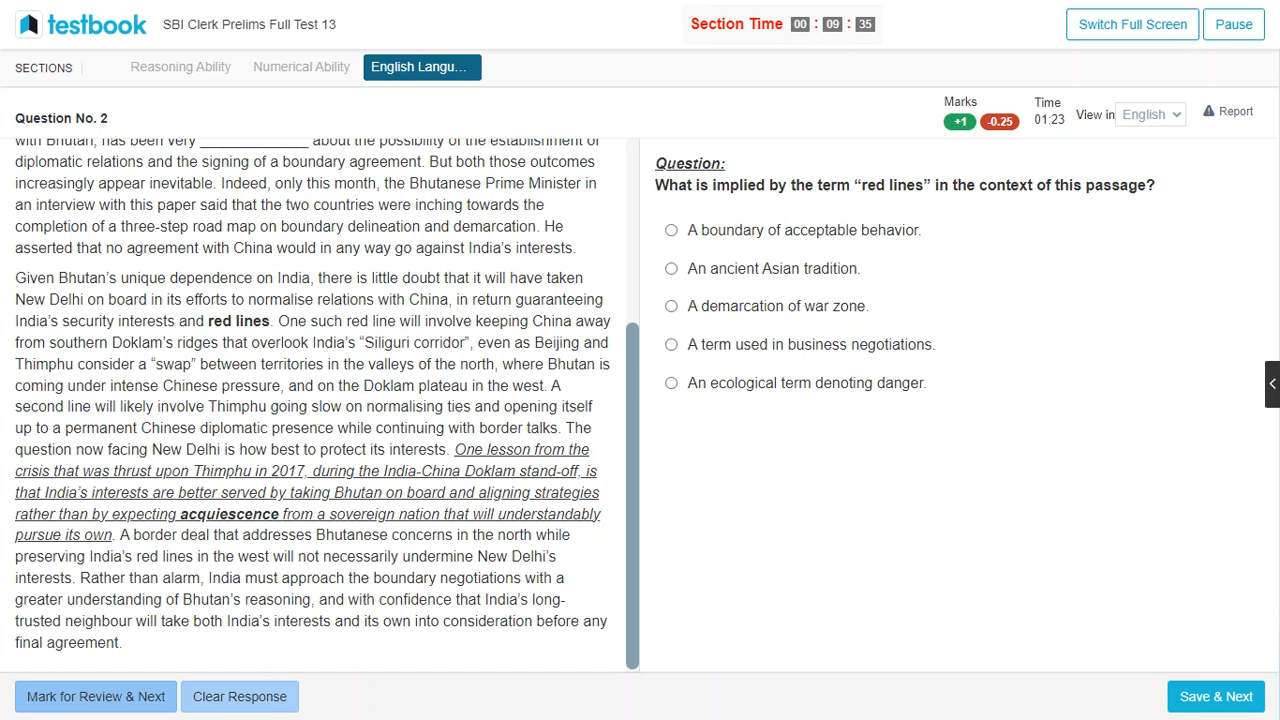 testbook
SBI Clerk Prelims Full Test 13
Section Time 00 : 09 : 35
Switch Full Screen
Pause
SECTIONS
Reasoning Ability
Numerical Ability
English Langu...
Question No. 2
Marks
+1
-0.25
Time
01:23
View in
English
Report
with Bhutan, has been very ______________ about the possibility of the establishment of
diplomatic relations and the signing of a boundary agreement. But both those outcomes
increasingly appear inevitable. Indeed, only this month, the Bhutanese Prime Minister in
an interview with this paper said that the two countries were inching towards the
completion of a three-step road map on boundary delineation and demarcation. He
asserted that no agreement with China would in any way go against India’s interests.
Given Bhutan’s unique dependence on India, there is little doubt that it will have taken
New Delhi on board in its efforts to normalise relations with China, in return guaranteeing
India’s security interests and red lines. One such red line will involve keeping China away
from southern Doklam’s ridges that overlook India’s “Siliguri corridor”, even as Beijing and
Thimphu consider a “swap” between territories in the valleys of the north, where Bhutan is
coming under intense Chinese pressure, and on the Doklam plateau in the west. A
second line will likely involve Thimphu going slow on normalising ties and opening itself
up to a permanent Chinese diplomatic presence while continuing with border talks. The
question now facing New Delhi is how best to protect its interests. One lesson from the
crisis that was thrust upon Thimphu in 2017, during the India-China Doklam stand-off, is
that India’s interests are better served by taking Bhutan on board and aligning strategies
rather than by expecting acquiescence from a sovereign nation that will understandably
pursue its own. A border deal that addresses Bhutanese concerns in the north while
preserving India’s red lines in the west will not necessarily undermine New Delhi’s
interests. Rather than alarm, India must approach the boundary negotiations with a
greater understanding of Bhutan’s reasoning, and with confidence that India’s long-
trusted neighbour will take both India’s interests and its own into consideration before any
final agreement.
Question:
What is implied by the term “red lines” in the context of this passage?
A boundary of acceptable behavior.
An ancient Asian tradition.
A demarcation of war zone.
A term used in business negotiations.
An ecological term denoting danger.
Mark for Review & Next
Clear Response
Save & Next